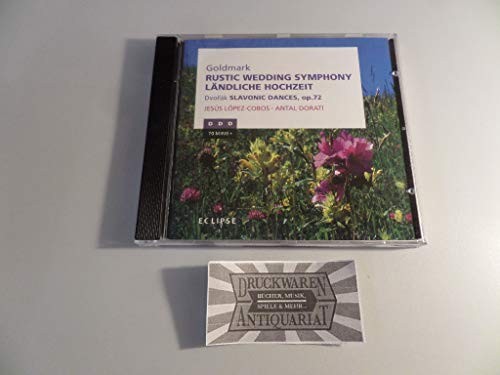 Goldmark
RUSTIC WEDDING SYMPHONY
LÄNDLICHE HOCHZEIT
Dvořák SLAVONIC DANCES, op.72
JESÚS LÓPEZ-COBOS · ANTAL DORATI
DDD
ECLIPSE
DRUCKWAREN
BÜCHER, MUSIK,
SPIELE & MEHR...
ANTIQUARIAT